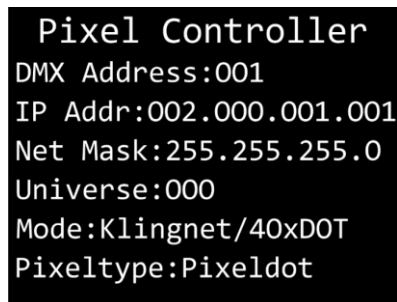 Pixel Controller
DMX Address:001
IP Addr:002.000.001.001
Net Mask:255.255.255.0
Universe:000
Mode:Klingnet/40xDOT
Pixeltype:Pixeldot